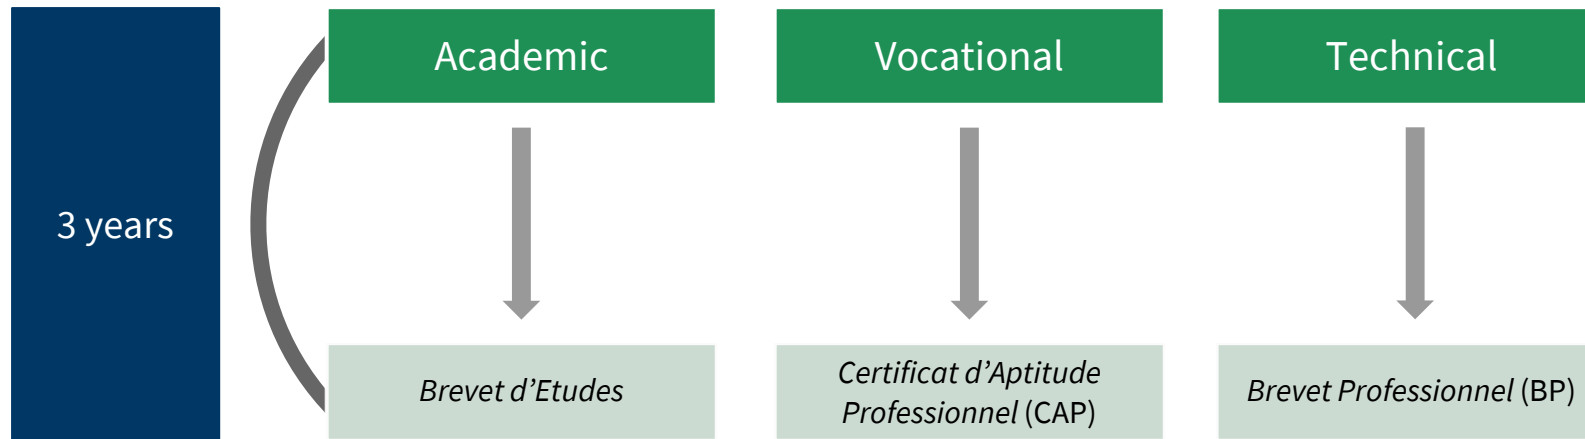 Academic
Vocational
Technical
3 years
Brevet d’Etudes
Certificat d’Aptitude
Professionnel (CAP)
Brevet Professionnel (BP)